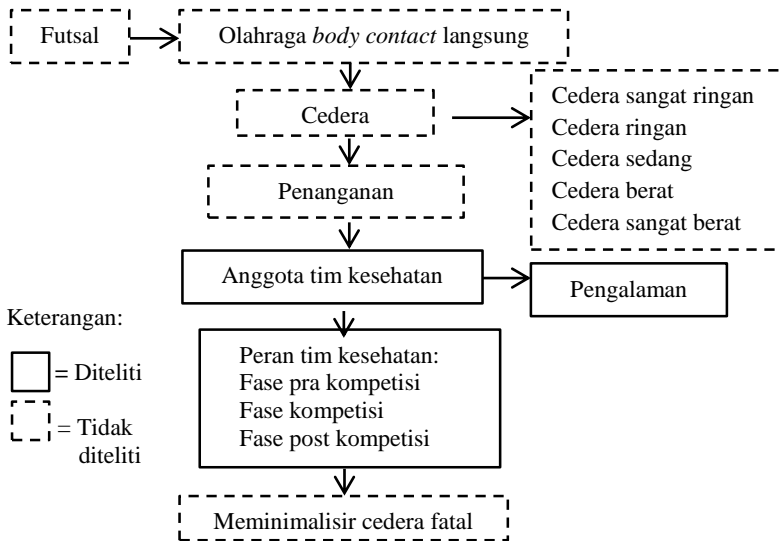 Futsal
Olahraga body contact langsung
Cedera
Cedera sangat ringan
Cedera ringan
Cedera sedang
Cedera berat
Cedera sangat berat
Penanganan
Anggota tim kesehatan
Pengalaman
Keterangan:
= Diteliti
= Tidak
diteliti
Peran tim kesehatan:
Fase pra kompetisi
Fase kompetisi
Fase post kompetisi
Meminimalisir cedera fatal